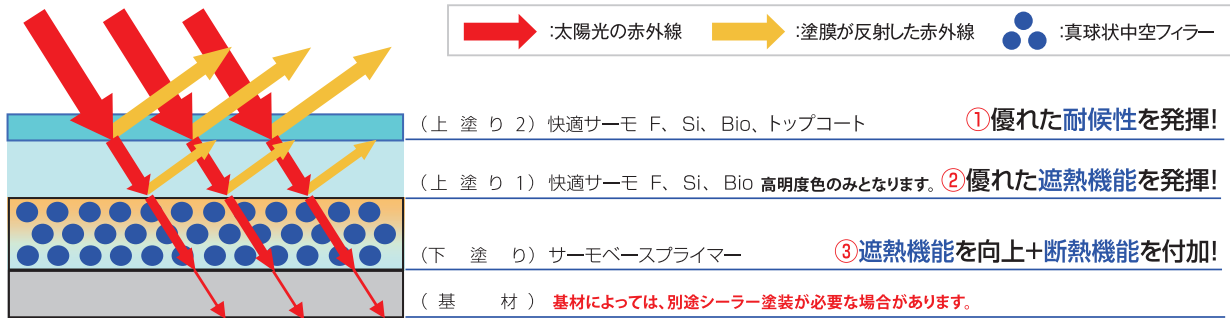 :太陽光の赤外線 :塗膜が反射した赤外線 :真球状中空フィラー
(上 塗 り 2) 快適サーモ F、Si、Bio、トップコート ①優れた耐候性を発揮!
(上 塗 り 1) 快適サーモ F、Si、Bio 高明度色のみとなります。 ②優れた遮熱機能を発揮!
(下 塗 り) サーモベースプライマー ③遮熱機能を向上+断熱機能を付加!
(基 材) 基材によっては、別途シーラー塗装が必要な場合があります。